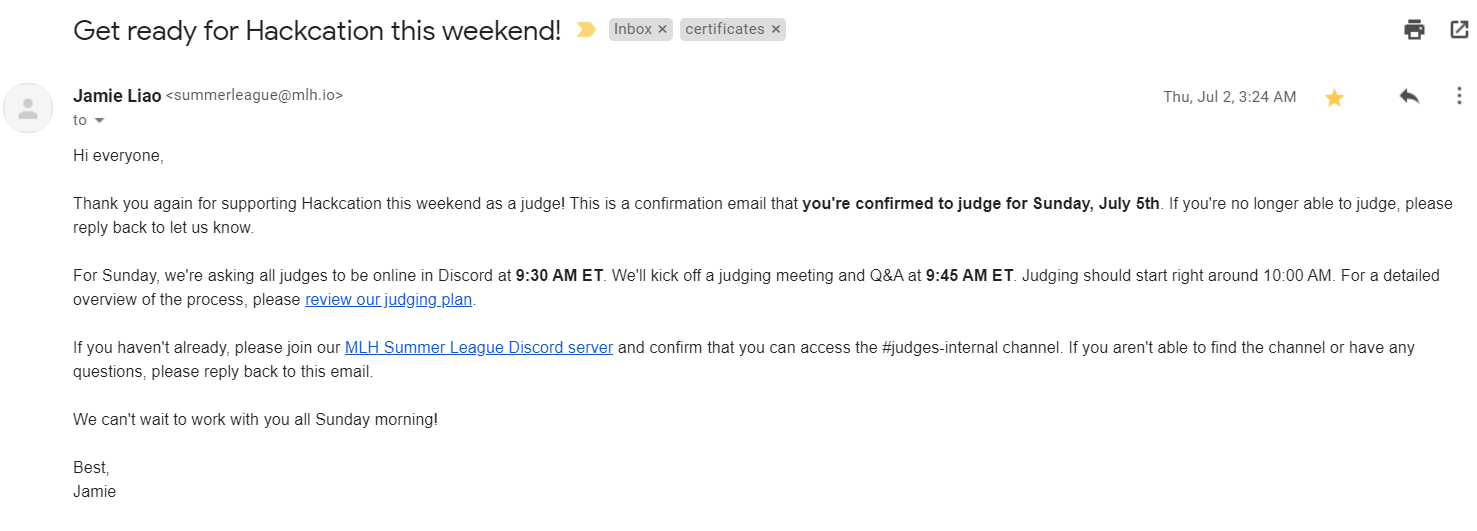 Get ready for Hackcation this weekend! Inbox × certificates ×
Jamie Liao <summerleague@mlh.io> Thu, Jul 2, 3:24 AM
to
Hi everyone,
Thank you again for supporting Hackcation this weekend as a judge! This is a confirmation email that you're confirmed to judge for Sunday, July 5th. If you're no longer able to judge, please
reply back to let us know.
For Sunday, we're asking all judges to be online in Discord at 9:30 AM ET. We'll kick off a judging meeting and Q&A at 9:45 AM ET. Judging should start right around 10:00 AM. For a detailed
overview of the process, please review our judging plan.
If you haven't already, please join our MLH Summer League Discord server and confirm that you can access the #judges-internal channel. If you aren't able to find the channel or have any
questions, please reply back to this email.
We can't wait to work with you all Sunday morning!
Best,
Jamie